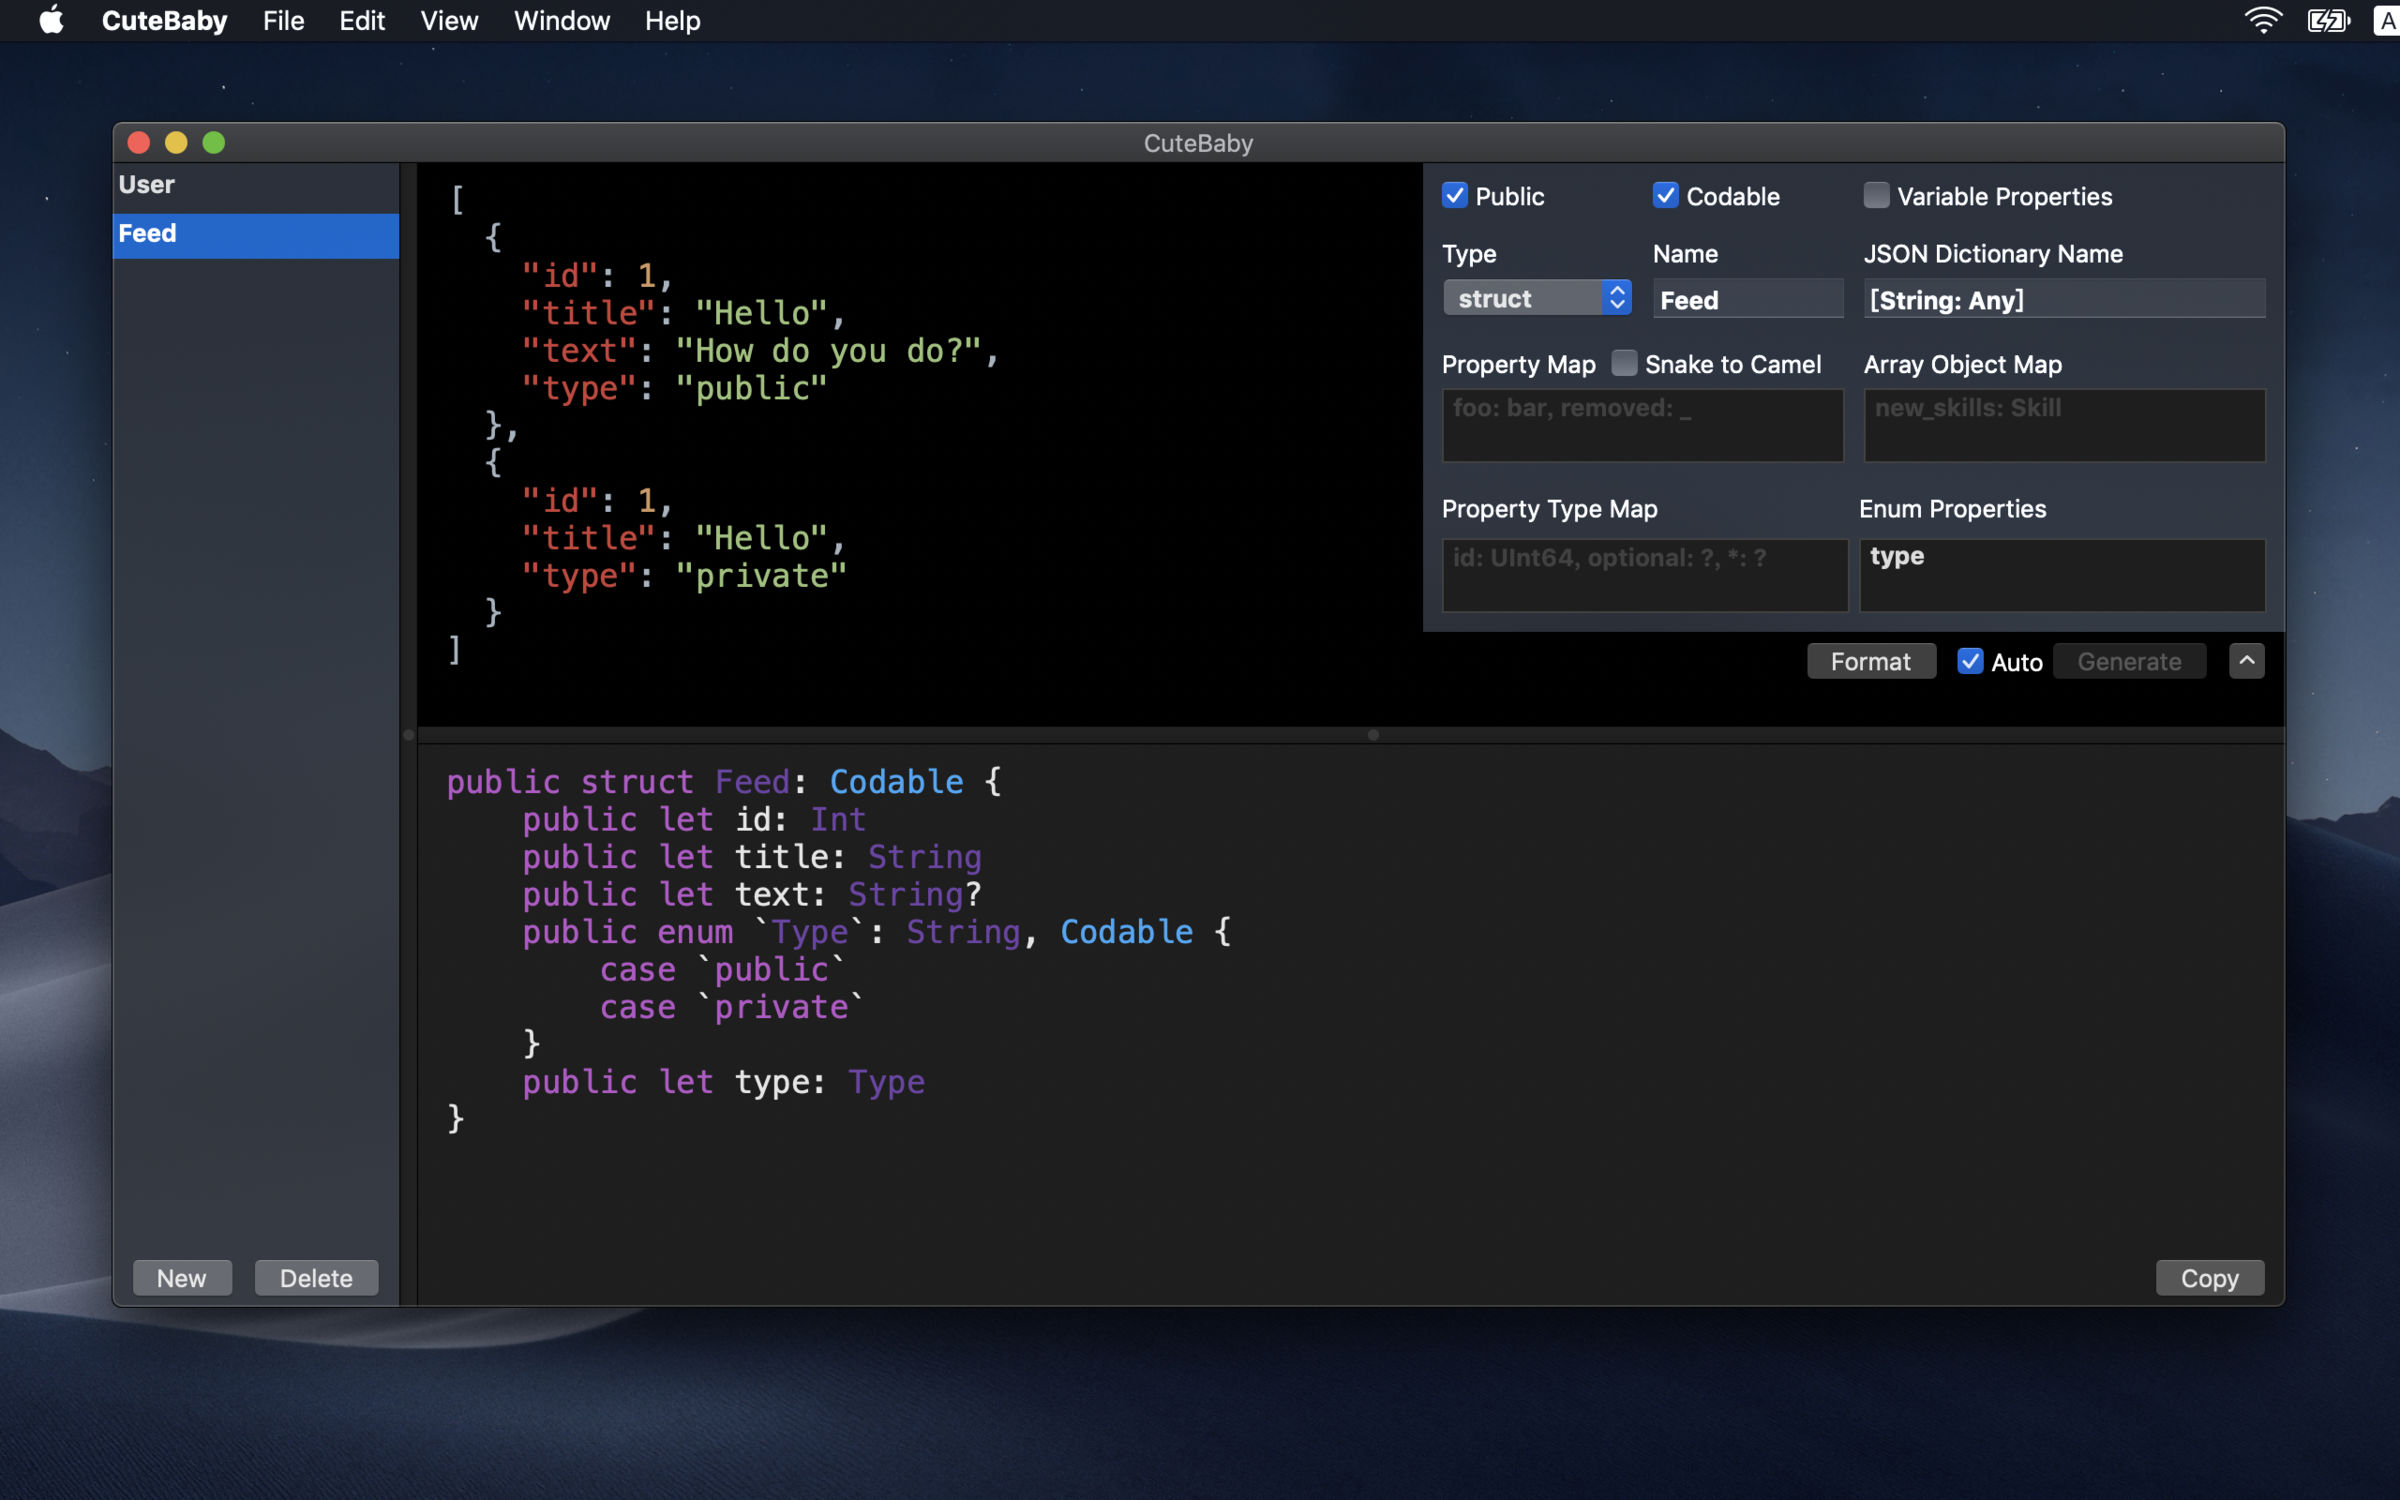 CuteBaby File Edit View Window Help A
CuteBaby
User
Feed
[
  {
    "id": 1,
    "title": "Hello",
    "text": "How do you do?",
    "type": "public"
  },
  {
    "id": 1,
    "title": "Hello",
    "type": "private"
  }
]
Public Codable Variable Properties
Type Name JSON Dictionary Name
struct Feed [String: Any]
Property Map Snake to Camel Array Object Map
foo: bar, removed: _ new_skills: Skill
Property Type Map Enum Properties
id: UInt64, optional: ?, *: ? type
Format Auto Generate
public struct Feed: Codable {
    public let id: Int
    public let title: String
    public let text: String?
    public enum `Type`: String, Codable {
        case `public`
        case `private`
    }
    public let type: Type
}
New Delete Copy